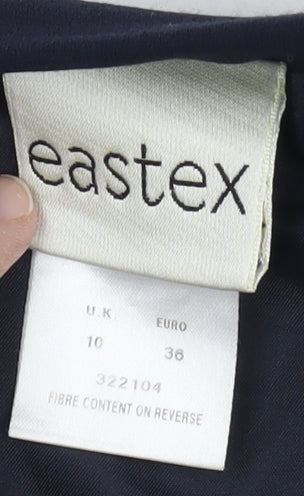 eastex
U.K EURO
10 36
322104
FIBRE CONTENT ON REVERSE